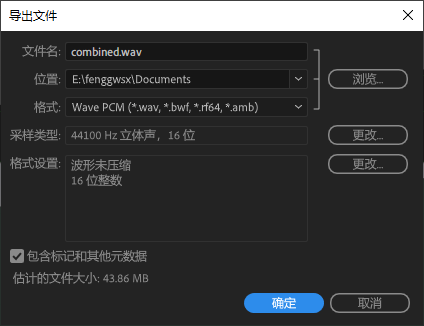 导出文件
文件名: combined.wav
位置: E:\fenggwsx\Documents 浏览...
格式: Wave PCM (*.wav, *.bwf, *.rf64, *.amb)
采样类型: 44100 Hz 立体声, 16 位 更改...
格式设置: 波形未压缩 更改...
16 位整数
包含标记和其他元数据
估计的文件大小: 43.86 MB
确定 取消